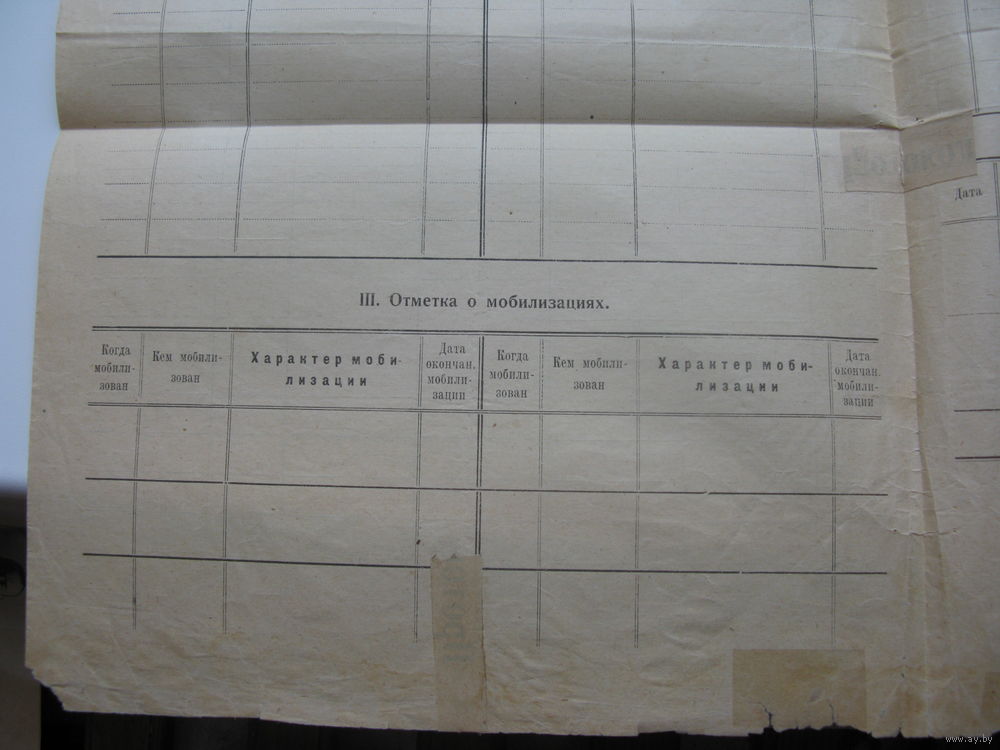 Дата
III. Отметка о мобилизациях.
Когда
мобили-
зован
Кем мобили-
зован
Характер моби-
лизации
Дата
окончан.
мобили-
зации
Когда
мобили-
зован
Кем мобили-
зован
Характер моби-
лизации
Дата
окончан.
мобили-
зации
www.ay.by